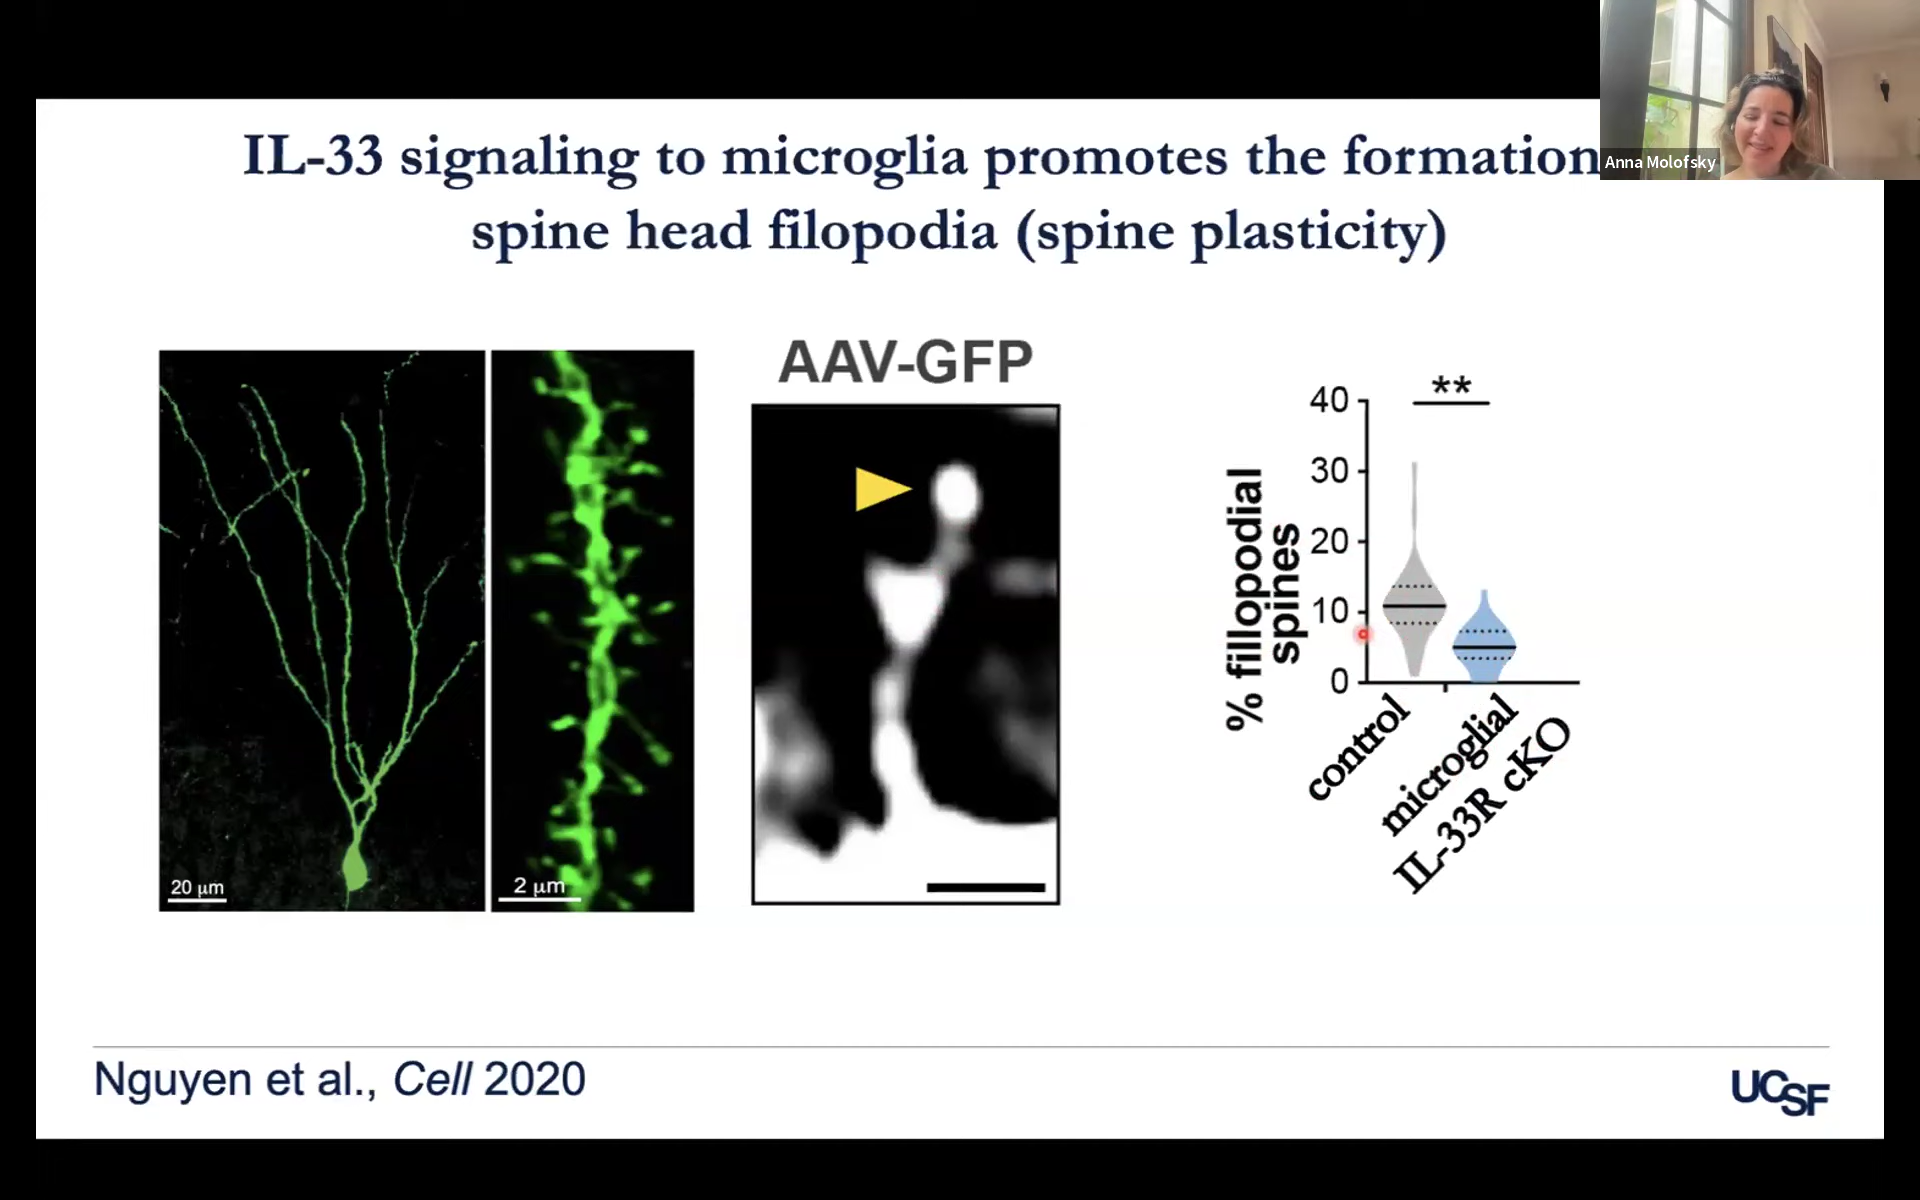 Anna Molofsky
IL-33 signaling to microglia promotes the formation
spine head filopodia (spine plasticity)
AAV-GFP
20 μm
2 μm
**
40
30
20
10
0
% fillopodial
spines
control
microglial
IL-33R cKO
Nguyen et al., Cell 2020
UCSF